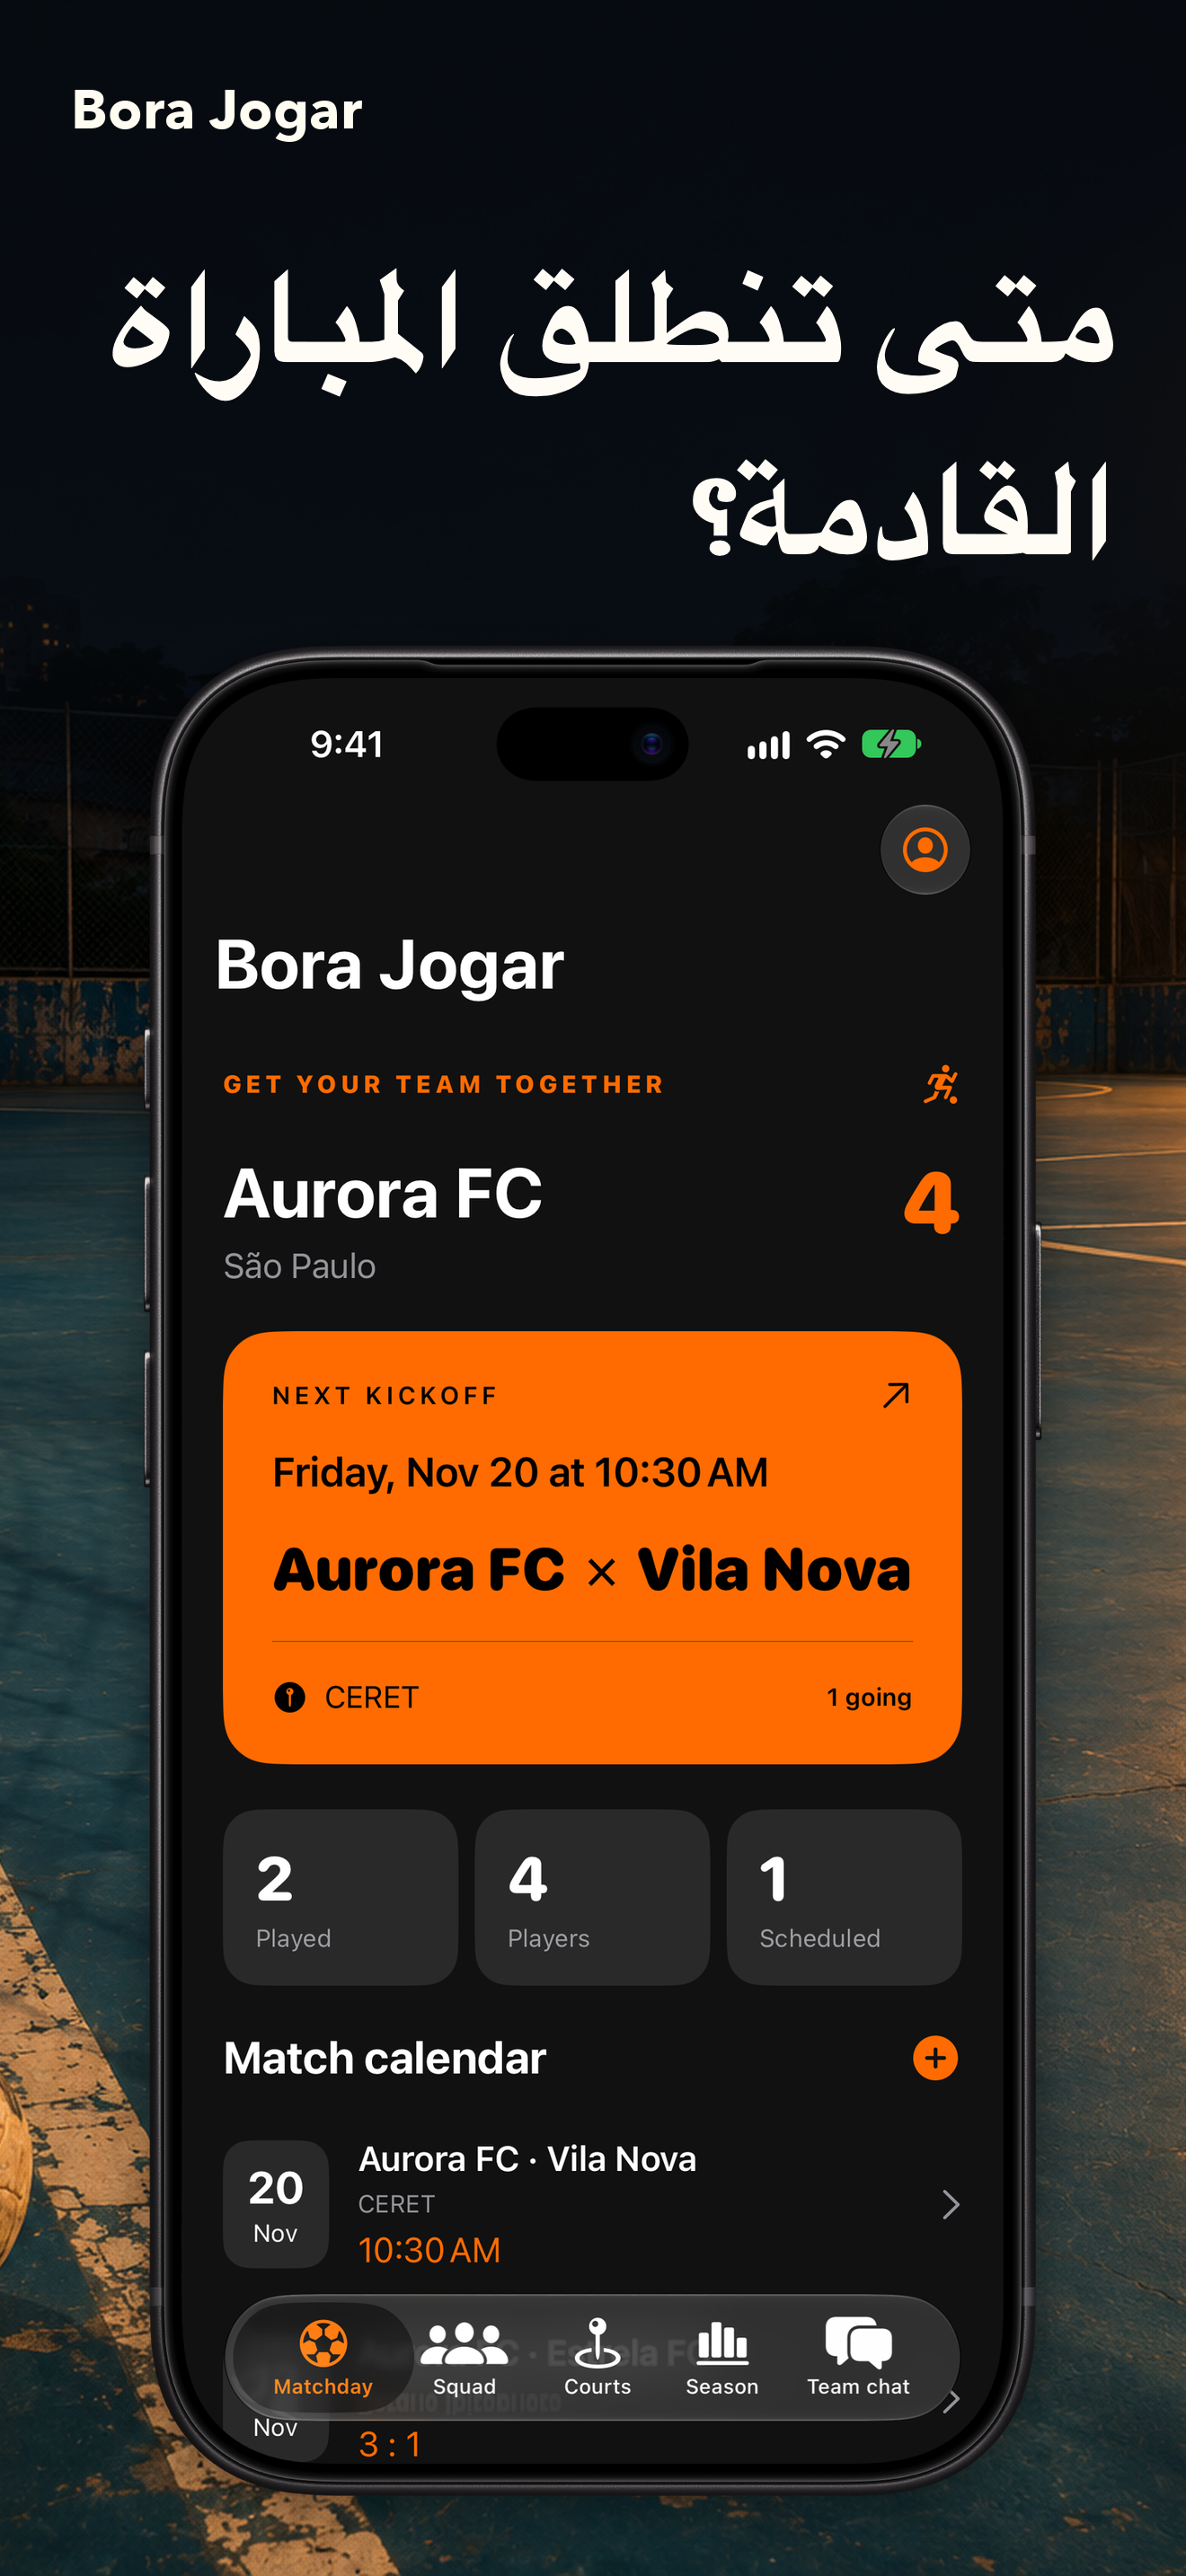 Bora Jogar
متى تنطلق المباراة
القادمة؟
9:41
Bora Jogar
GET YOUR TEAM TOGETHER
Aurora FC
4
São Paulo
NEXT KICKOFF
Friday, Nov 20 at 10:30 AM
Aurora FC × Vila Nova
CERET
1 going
2
Played
4
Players
1
Scheduled
Match calendar
20
Nov
Aurora FC · Vila Nova
CERET
10:30 AM
Matchday
Squad
Courts
Season
Team chat
Nov
3 : 1